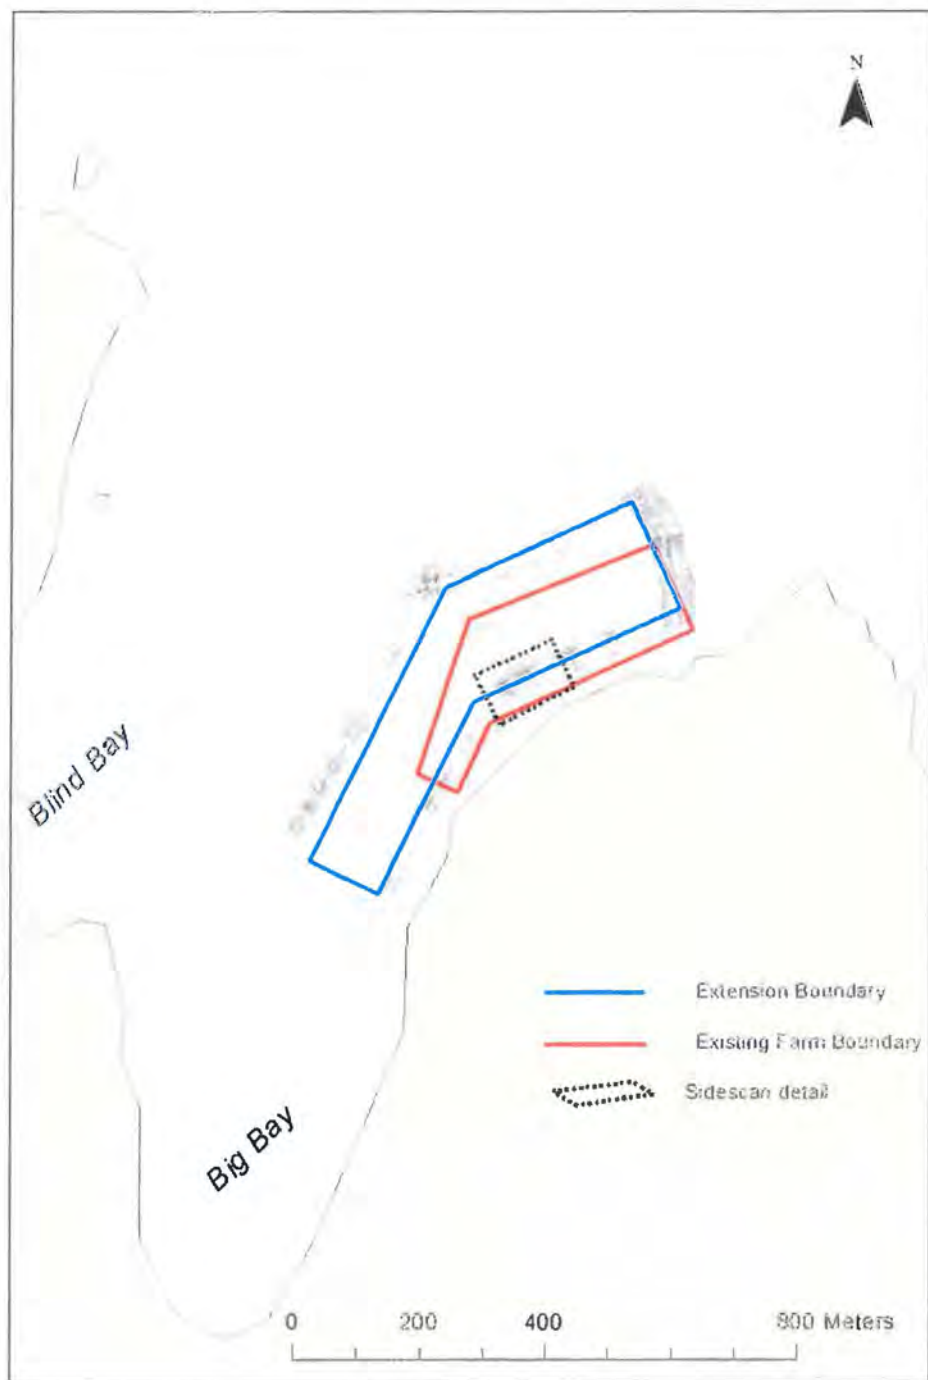 N
Blind Bay
Extension Boundary
Existing Farm Boundary
Sidescan detail
Big Bay
0 200 400 800 Meters